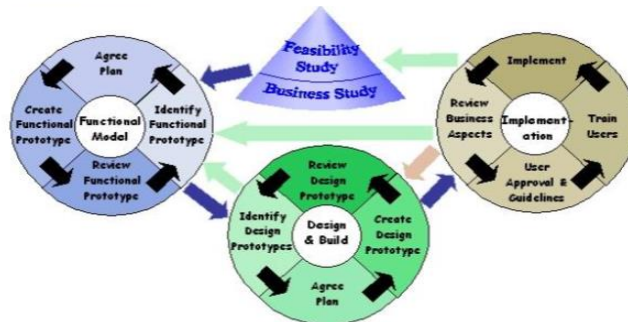 Feasibility
Study
Business Study
Agree
Plan
Create
Functional
Prototype
Functional
Model
Identify
Functional
Prototype
Review
Functional
Prototype
Implement
Review
Business
Aspects
Implement-
ation
Train
Users
User
Approval &
Guidelines
Review
Design
Prototype
Identify
Design
Prototypes
Design
& Build
Create
Design
Prototype
Agree
Plan